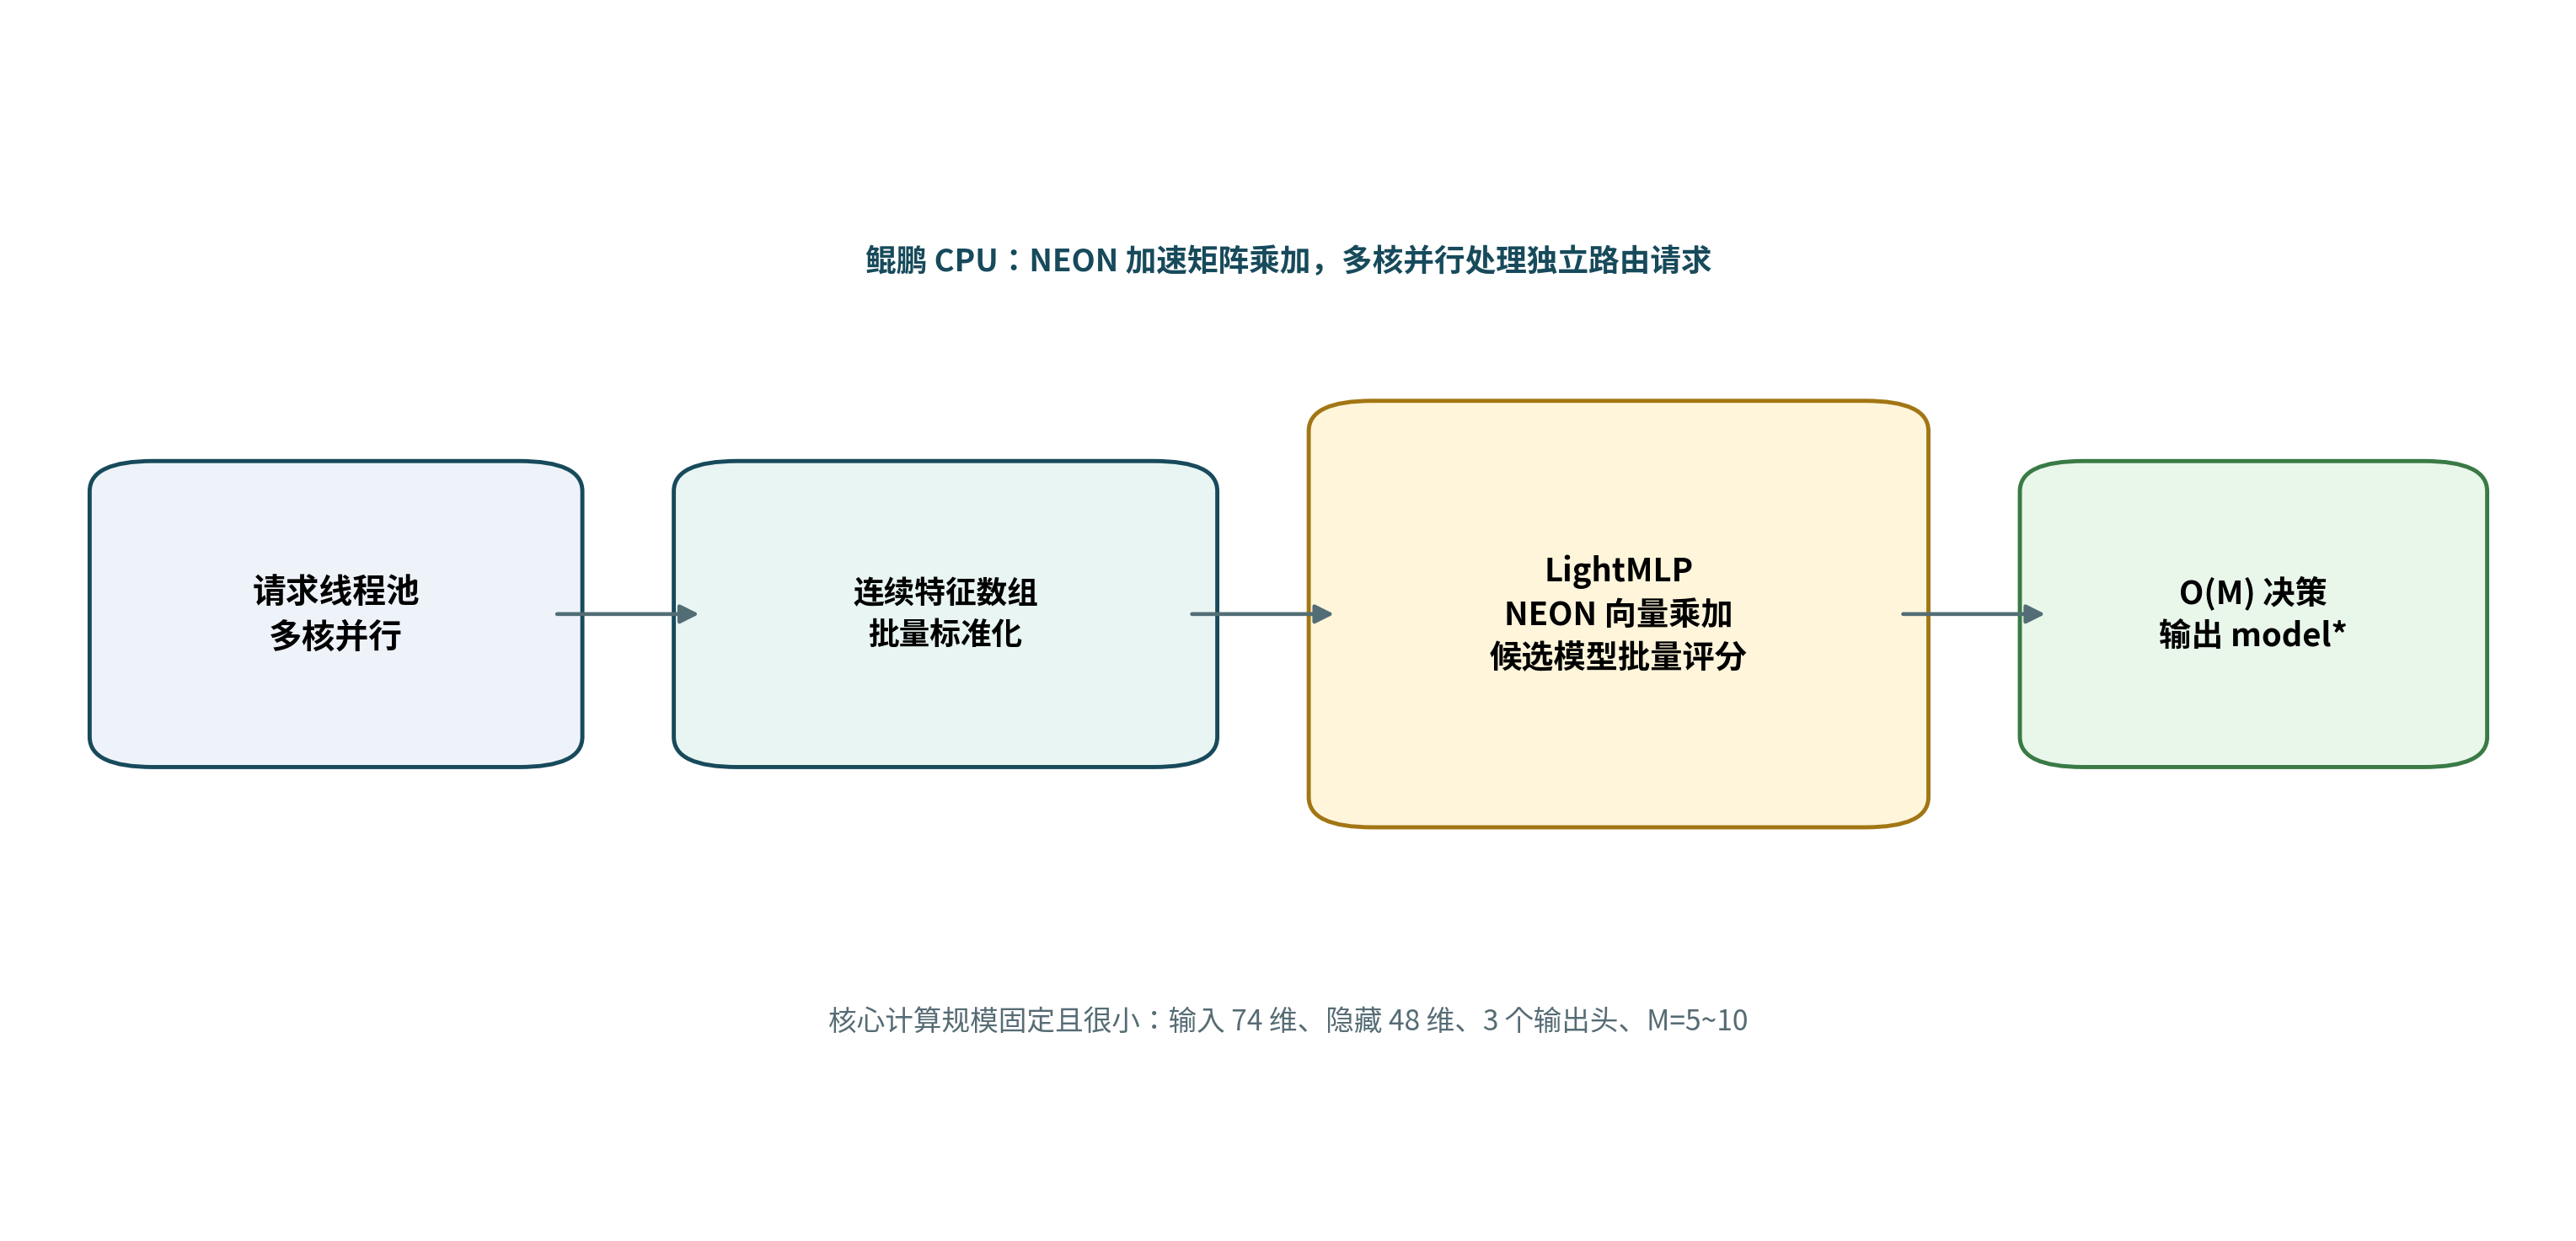 鲲鹏 CPU：NEON 加速矩阵乘加，多核并行处理独立路由请求
请求线程池
多核并行
连续特征数组
批量标准化
LightMLP
NEON 向量乘加
候选模型批量评分
O(M) 决策
输出 model*
核心计算规模固定且很小：输入 74 维、隐藏 48 维、3 个输出头、M=5~10